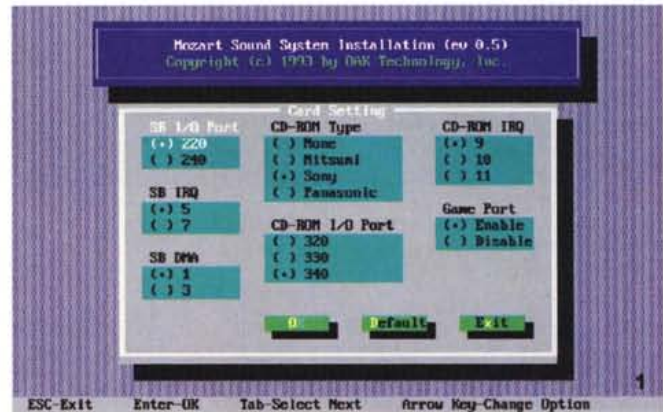 Mozart Sound System Installation (ev 0.5)
Copyright (c) 1993 by OAK Technology, Inc.
Card Setting
SB I/O Port
(•) 220
( ) 240
SB IRQ
(•) 5
( ) 7
SB DMA
(•) 1
( ) 3
CD-ROM Type
( ) None
( ) Mitsumi
(•) Sony
( ) Panasonic
CD-ROM I/O Port
( ) 320
( ) 330
(•) 340
CD-ROM IRQ
(•) 9
( ) 10
( ) 11
Game Port
(•) Enable
( ) Disable
O
Default
Exit
1
ESC-Exit Enter-OK Tab-Select Next Arrow Key-Change Option